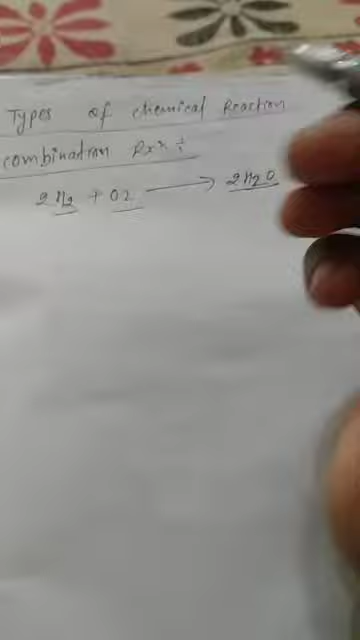 Types of chemical Reaction
combination Rxn :-
2H2 + O2 ⟶ 2H2O